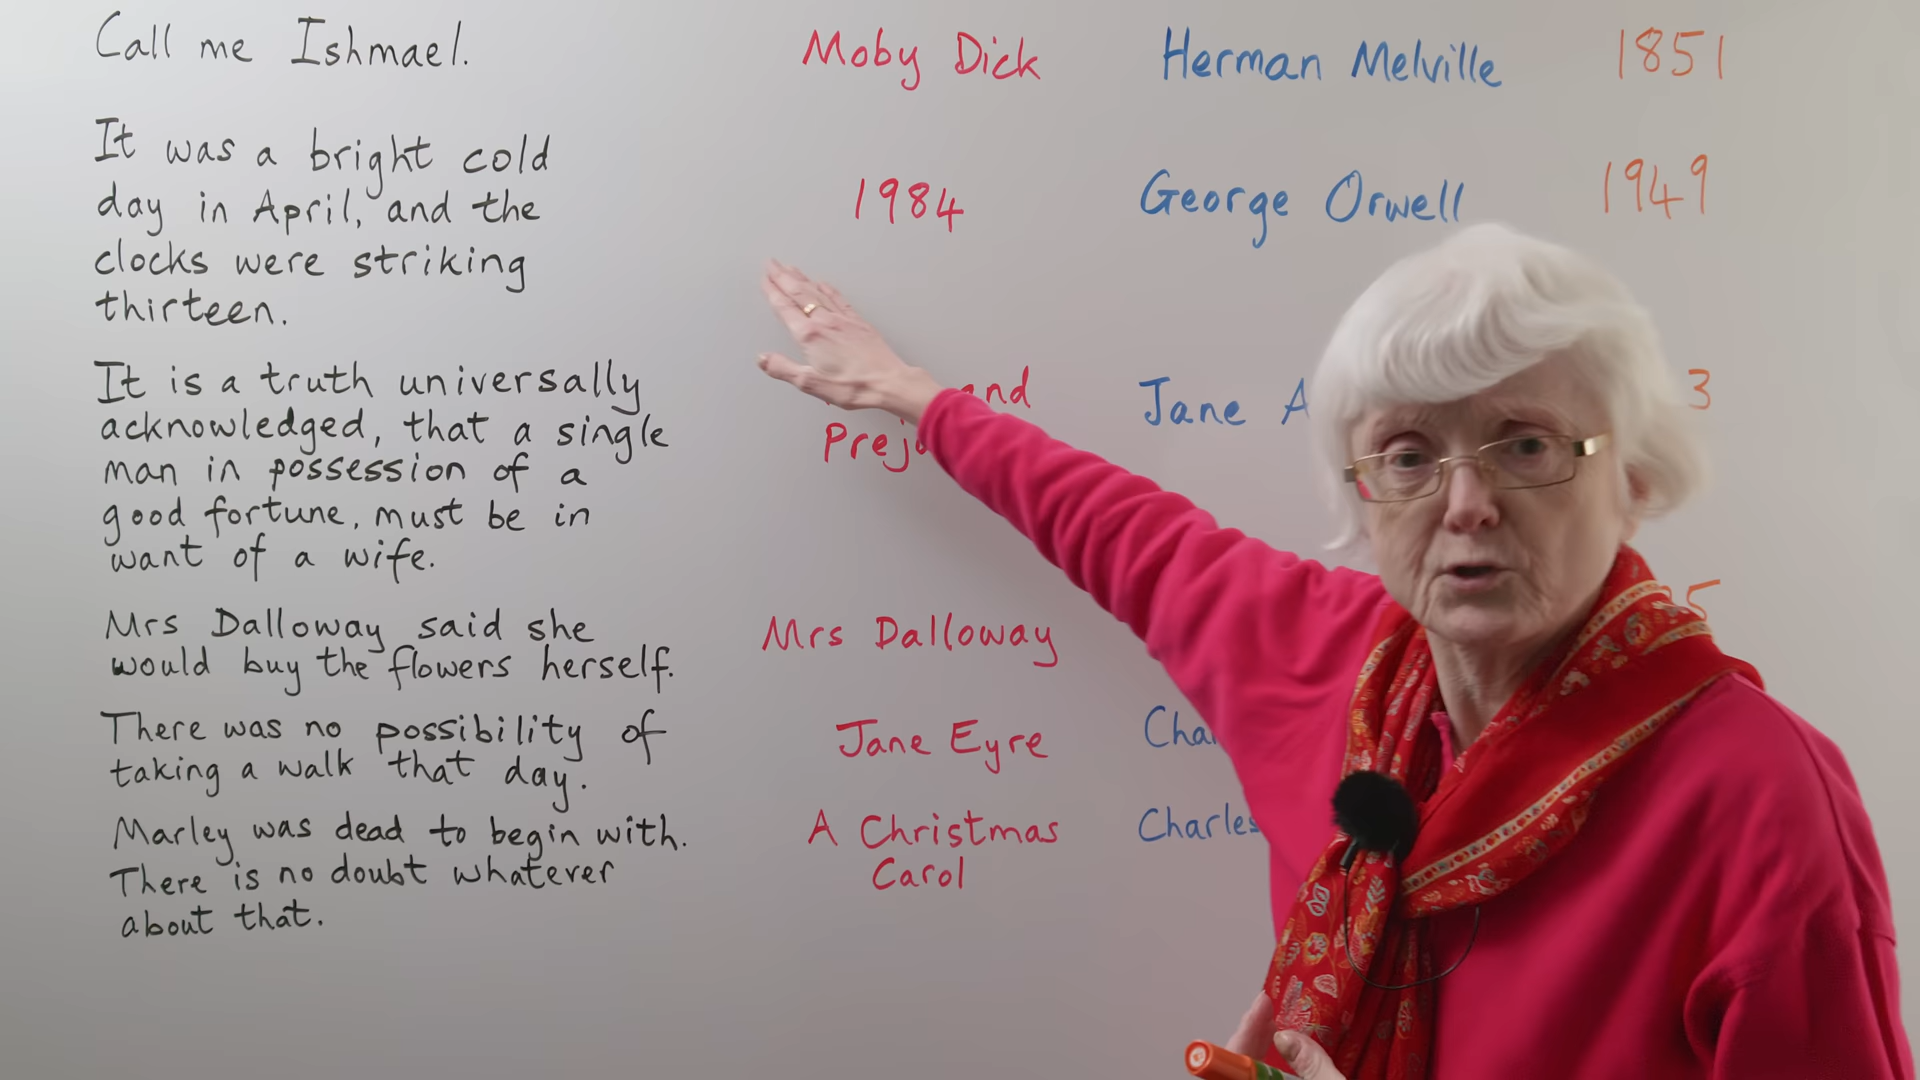 Call me Ishmael.
Moby Dick
Herman Melville
1851
It was a bright cold
day in April, and the
clocks were striking
thirteen.
1984
George Orwell
1949
It is a truth universally
acknowledged, that a single
man in possession of a
good fortune, must be in
want of a wife.
and
Jane
3
Mrs Dalloway said she
would buy the flowers herself.
Mrs Dalloway
5
There was no possibility of
taking a walk that day.
Jane Eyre
Marley was dead to begin with.
There is no doubt whatever
about that.
A Christmas
Carol
Charles